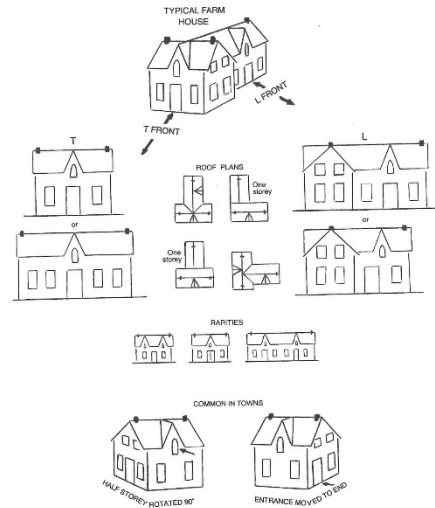 TYPICAL FARM
HOUSE
L FRONT
T FRONT
T
L
ROOF PLANS
One
storey
or
or
One
storey
RARITIES
COMMON IN TOWNS
HALF STOREY ROTATED 90°
ENTRANCE MOVED TO END